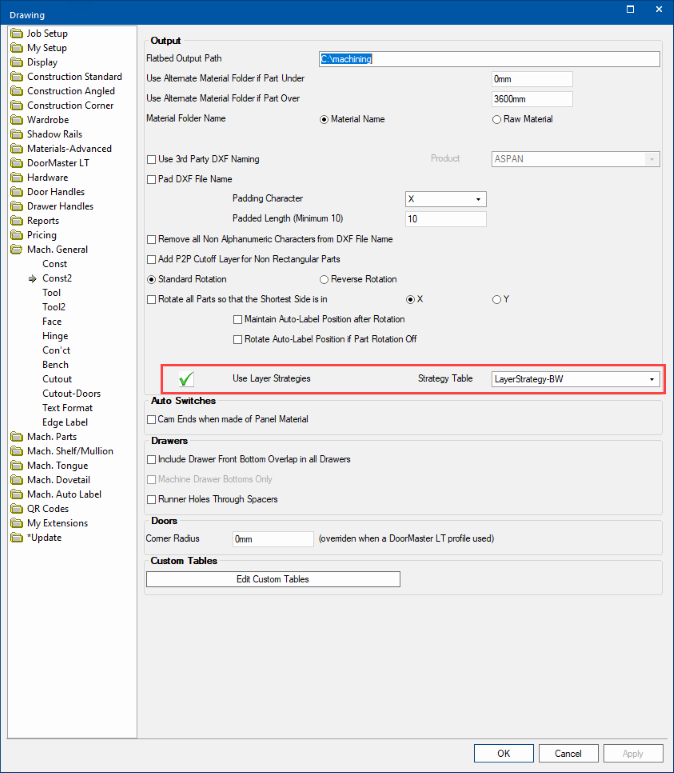 Drawing
Job Setup
My Setup
Display
Construction Standard
Construction Angled
Construction Corner
Wardrobe
Shadow Rails
Materials-Advanced
DoorMaster LT
Hardware
Door Handles
Drawer Handles
Reports
Pricing
Mach. General
Const
Const2
Tool
Tool2
Face
Hinge
Con'ct
Bench
Cutout
Cutout-Doors
Text Format
Edge Label
Mach. Parts
Mach. Shelf/Mullion
Mach. Tongue
Mach. Dovetail
Mach. Auto Label
QR Codes
My Extensions
*Update
Output
Flatbed Output Path C:\machining
Use Alternate Material Folder if Part Under 0mm
Use Alternate Material Folder if Part Over 3600mm
Material Folder Name Material Name Raw Material
Use 3rd Party DXF Naming Product ASPAN
Pad DXF File Name
Padding Character X
Padded Length (Minimum 10) 10
Remove all Non Alphanumeric Characters from DXF File Name
Add P2P Cutoff Layer for Non Rectangular Parts
Standard Rotation Reverse Rotation
Rotate all Parts so that the Shortest Side is in X Y
Maintain Auto-Label Position after Rotation
Rotate Auto-Label Position if Part Rotation Off
Use Layer Strategies Strategy Table LayerStrategy-BW
Auto Switches
Cam Ends when made of Panel Material
Drawers
Include Drawer Front Bottom Overlap in all Drawers
Machine Drawer Bottoms Only
Runner Holes Through Spacers
Doors
Corner Radius 0mm (overriden when a DoorMaster LT profile used)
Custom Tables
Edit Custom Tables
OK Cancel Apply